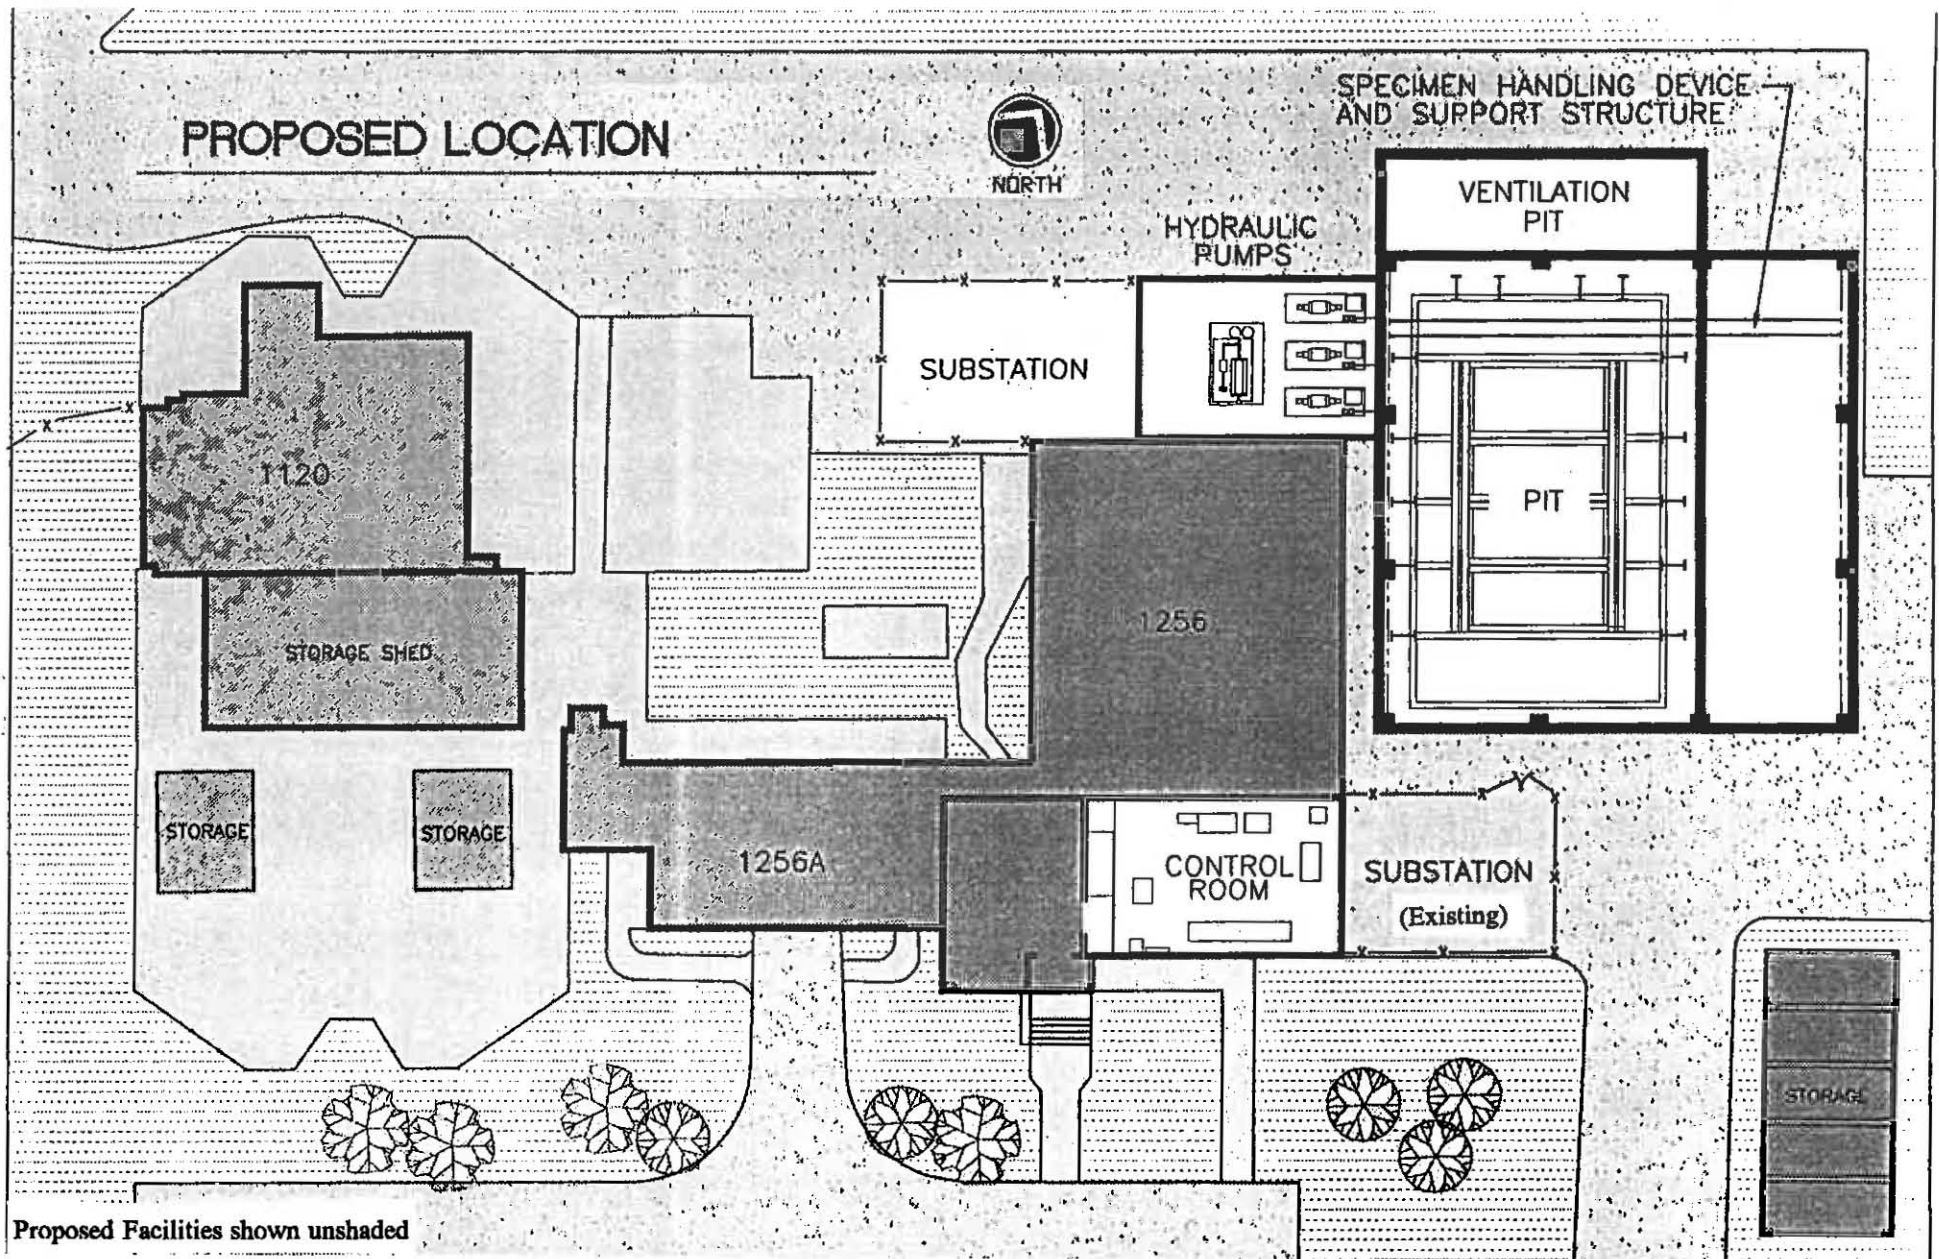 SPECIMEN HANDLING DEVICE
AND SUPPORT STRUCTURE
PROPOSED LOCATION
NORTH
VENTILATION
PIT
HYDRAULIC
PUMPS
SUBSTATION
1120
PIT
1256
STORAGE SHED
STORAGE
STORAGE
1256A
CONTROL
ROOM
SUBSTATION
(Existing)
STORAGE
Proposed Facilities shown unshaded